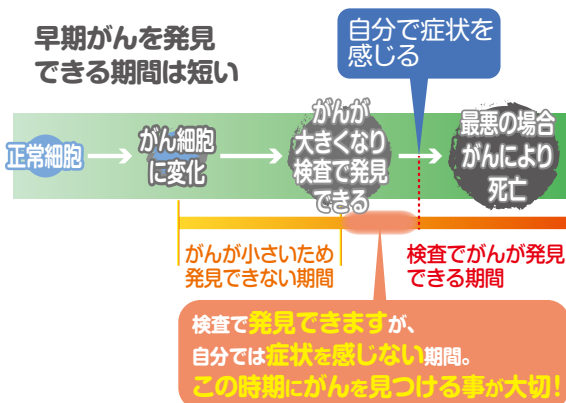 早期がんを発見
できる期間は短い
自分で症状を
感じる
正常細胞
がん細胞
に変化
がんが
大きくなり
検査で発見
できる
最悪の場合
がんにより
死亡
がんが小さいため
発見できない期間
検査でがんが発見
できる期間
検査で発見できますが、
自分では症状を感じない期間。
この時期にがんを見つける事が大切!